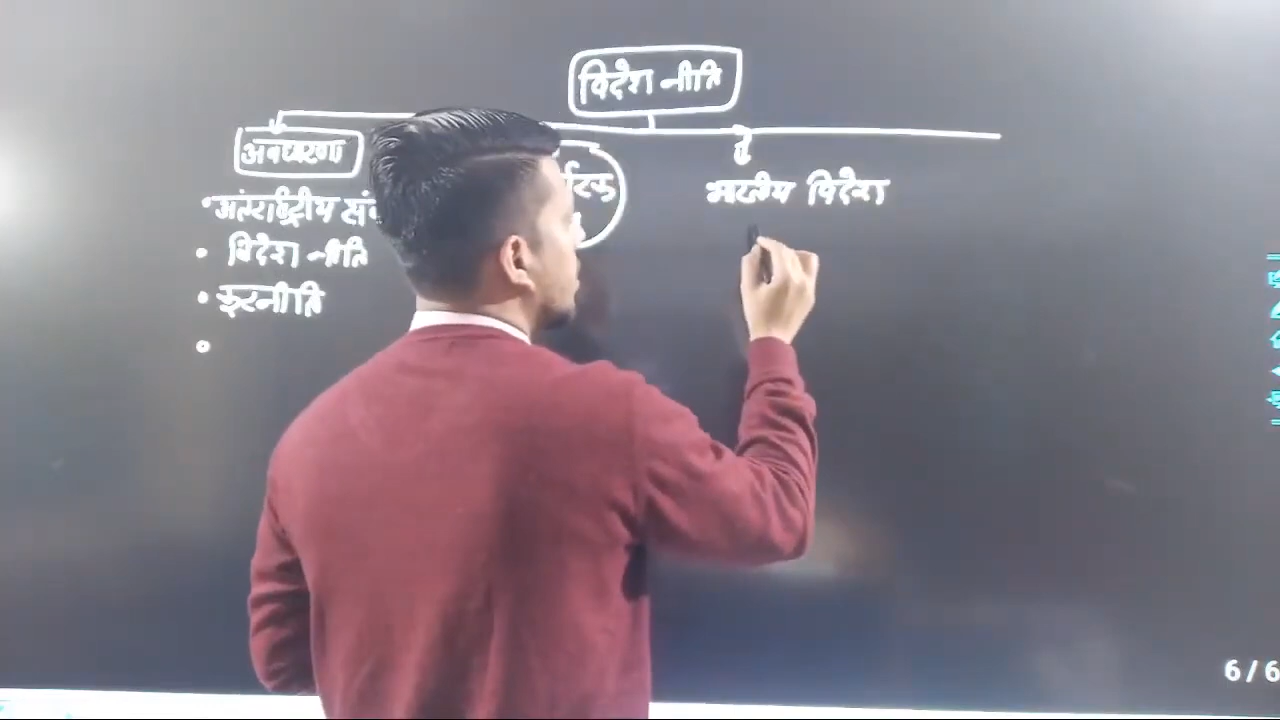 विदेश नीति
अवधारणा
अंतर्राष्ट्रीय
विदेश नीति
कूटनीति
भारतीय विदेश
6/6